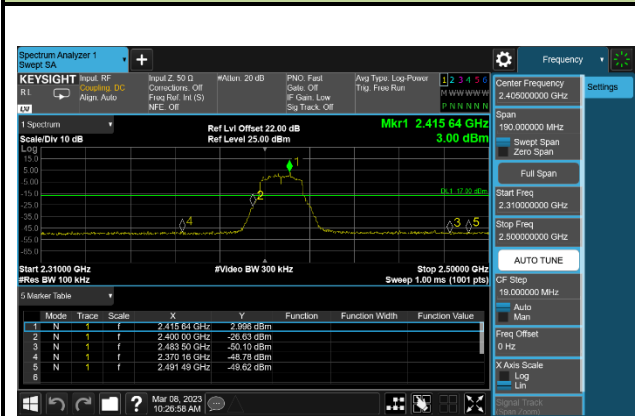 Spectrum Analyzer 1
Swept SA
+
Frequency
KEYSIGHT
Input: RF
Coupling: DC
Align: Auto
Input Z: 50 Ω
Corrections: Off
Freq Ref: Int (S)
NFE: Off
#Atten: 20 dB
PNO: Fast
Gate: Off
IF Gain: Low
Sig Track: Off
Avg Type: Log-Power
Trig: Free Run
1 2 3 4 5 6
M W W W W W
P N N N N N
RL
1 Spectrum
Scale/Div 10 dB
Log
Ref Lvl Offset 22.00 dB
Ref Level 25.00 dBm
Mkr1 2.415 64 GHz
3.00 dBm
15.0
5.00
-5.00
-15.0
-25.0
-35.0
-45.0
-55.0
-65.0
1
2
3
4
5
Start 2.31000 GHz
#Res BW 100 kHz
#Video BW 300 kHz
Stop 2.50000 GHz
Sweep 1.00 ms (1001 pts)
5 Marker Table
Mode Trace Scale X Y Function Function Width Function Value
1 N 1 f 2.415 64 GHz 2.996 dBm
2 N 1 f 2.400 00 GHz -26.63 dBm
3 N 1 f 2.483 50 GHz -50.10 dBm
4 N 1 f 2.370 16 GHz -48.78 dBm
5 N 1 f 2.491 49 GHz -49.62 dBm
6
Mar 08, 2023
10:26:58 AM
?
Center Frequency
2.405000000 GHz
Settings
Span
190.000000 MHz
Swept Span
Zero Span
Full Span
Start Freq
2.310000000 GHz
Stop Freq
2.500000000 GHz
AUTO TUNE
CF Step
19.000000 MHz
Auto
Man
Freq Offset
0 Hz
X Axis Scale
Log
Lin
Signal Track
(Span Zoom)